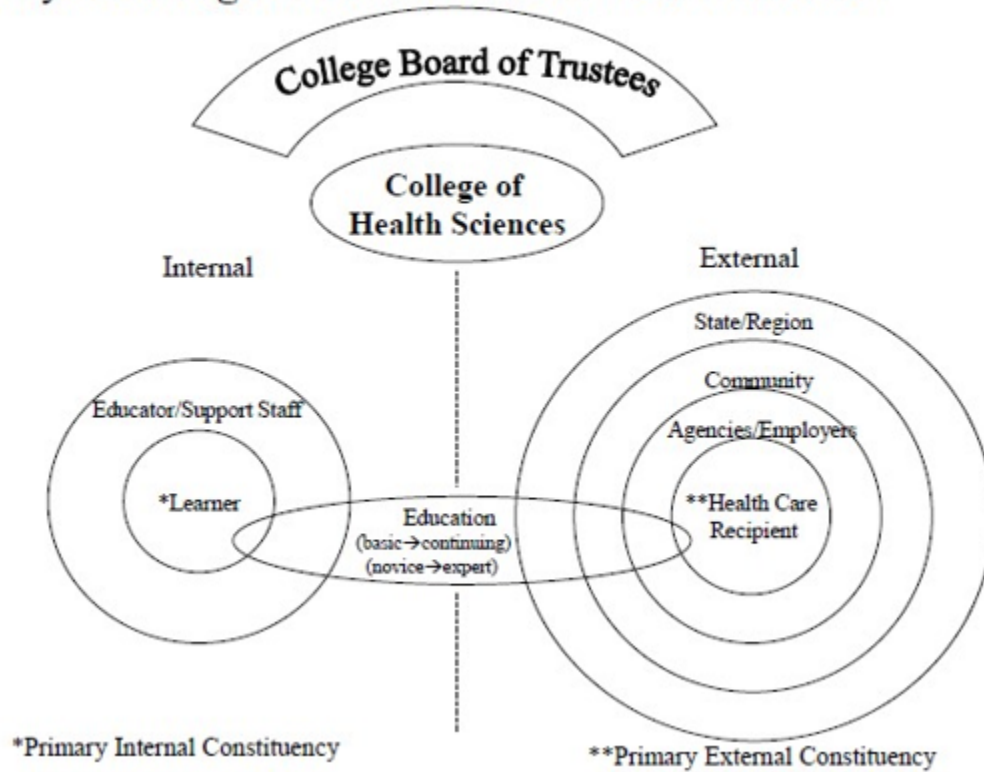 College Board of Trustees
College of
Health Sciences
Internal
External
State/Region
Community
Agencies/Employers
Educator/Support Staff
*Learner
Education
(basic→continuing)
(novice→expert)
**Health Care
Recipient
*Primary Internal Constituency
**Primary External Constituency